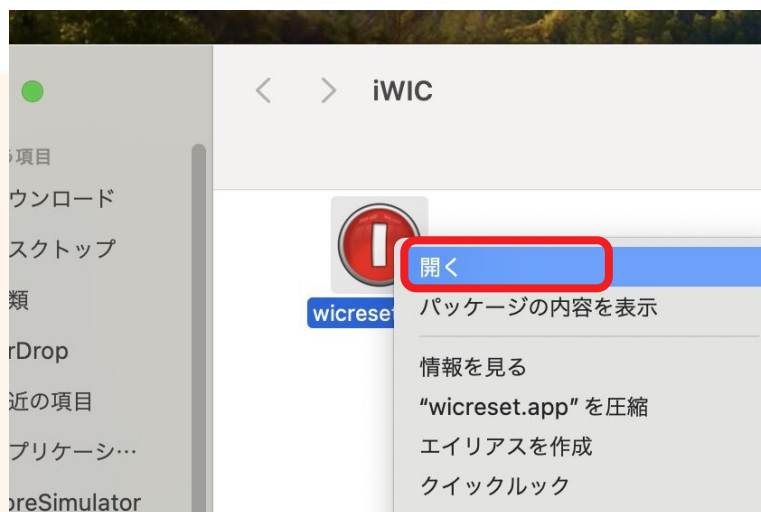 iWIC
項目
ウンロード
スクトップ
類
rDrop
近の項目
プリケーシ…
oreSimulator
wicrese
開く
パッケージの内容を表示
情報を見る
“wicreset.app” を圧縮
エイリアスを作成
クイックルック